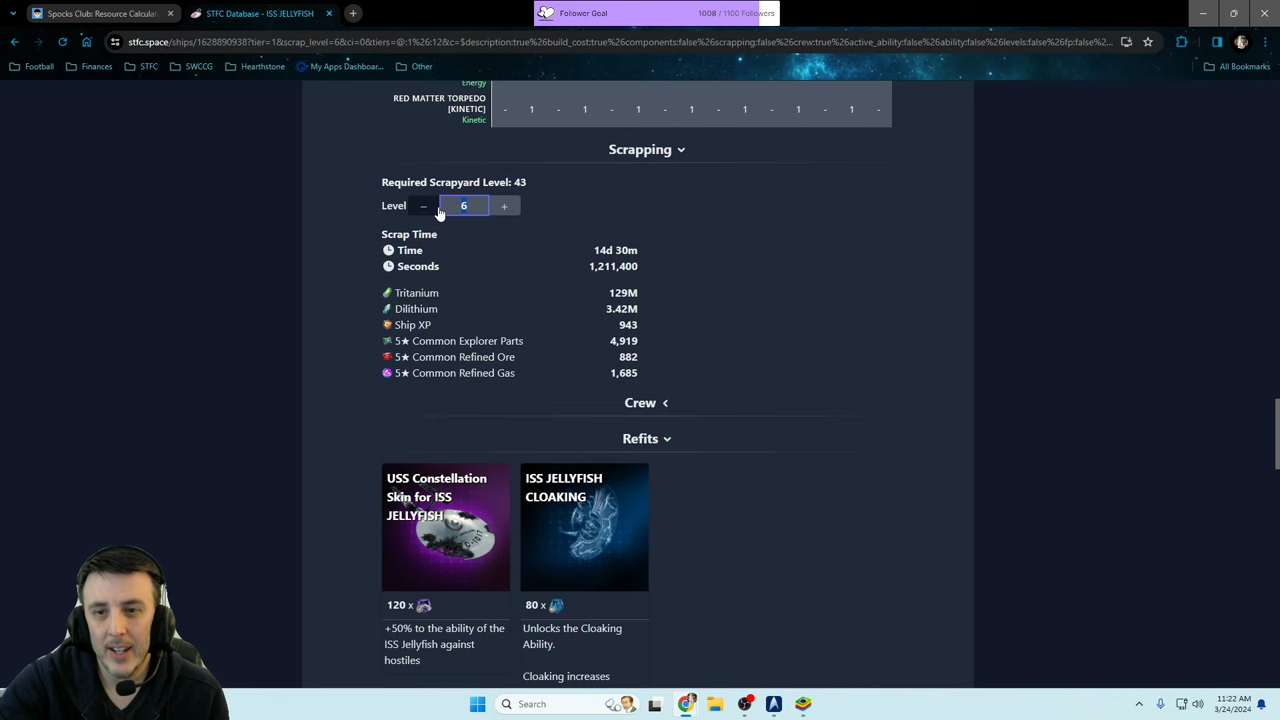 Spocks Club: Resource Calcula
STFC Database - ISS JELLYFISH
Follower Goal
1008 / 1100 Followers
stfc.space/ships/1628890938?tier=1&scrap_level=6&ci=0&tiers=@:1%26:12&c=$description:true%26build_cost:true%26components:false%26scrapping:false%26crew:true%26active_ability:false%26ability:false%26levels:false%26fp:false%26...
Football
Finances
STFC
SWCCG
Hearthstone
My Apps Dashboar...
Other
All Bookmarks
Energy
RED MATTER TORPEDO
[KINETIC]
Kinetic
- 1 - 1 - 1 - 1 - 1 - 1 - 1 -
Scrapping
Required Scrapyard Level: 43
Level − 6 +
Scrap Time
Time 14d 30m
Seconds 1,211,400
Tritanium 129M
Dilithium 3.42M
Ship XP 943
5★ Common Explorer Parts 4,919
5★ Common Refined Ore 882
5★ Common Refined Gas 1,685
Crew
Refits
USS Constellation
Skin for ISS
JELLYFISH
ISS JELLYFISH
CLOAKING
120 x
80 x
+50% to the ability of the
ISS Jellyfish against
hostiles
Unlocks the Cloaking
Ability.
Cloaking increases
Search
11:22 AM
3/24/2024